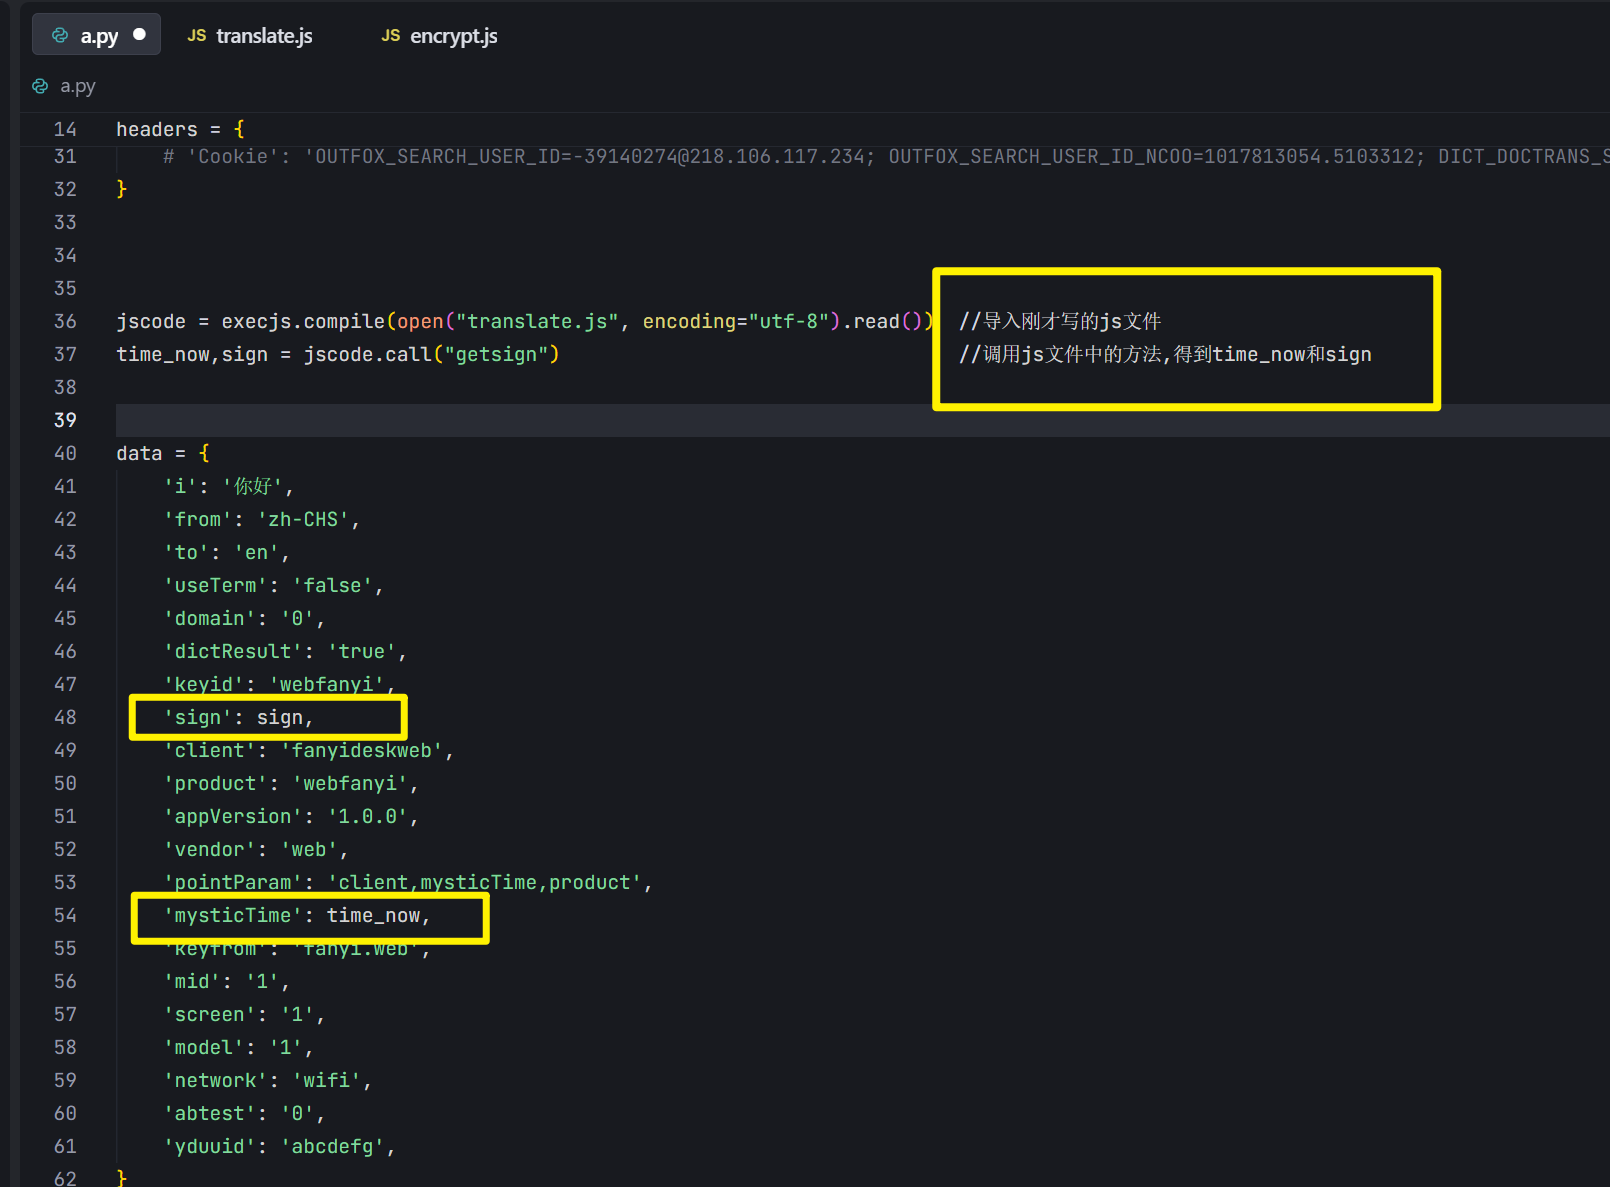 a.py
JS translate.js
JS encrypt.js
a.py
14 headers = {
31 # 'Cookie': 'OUTFOX_SEARCH_USER_ID=-39140274@218.106.117.234; OUTFOX_SEARCH_USER_ID_NCOO=1017813054.5103312; DICT_DOCTRANS_S
32 }
33
34
35
36 jscode = execjs.compile(open("translate.js", encoding="utf-8").read()) //导入刚才写的js文件
37 time_now,sign = jscode.call("getsign") //调用js文件中的方法,得到time_now和sign
38
39
40 data = {
41 'i': '你好',
42 'from': 'zh-CHS',
43 'to': 'en',
44 'useTerm': 'false',
45 'domain': '0',
46 'dictResult': 'true',
47 'keyid': 'webfanyi',
48 'sign': sign,
49 'client': 'fanyideskweb',
50 'product': 'webfanyi',
51 'appVersion': '1.0.0',
52 'vendor': 'web',
53 'pointParam': 'client,mysticTime,product',
54 'mysticTime': time_now,
55 'keyfrom': 'fanyi.web',
56 'mid': '1',
57 'screen': '1',
58 'model': '1',
59 'network': 'wifi',
60 'abtest': '0',
61 'yduuid': 'abcdefg',
62 }